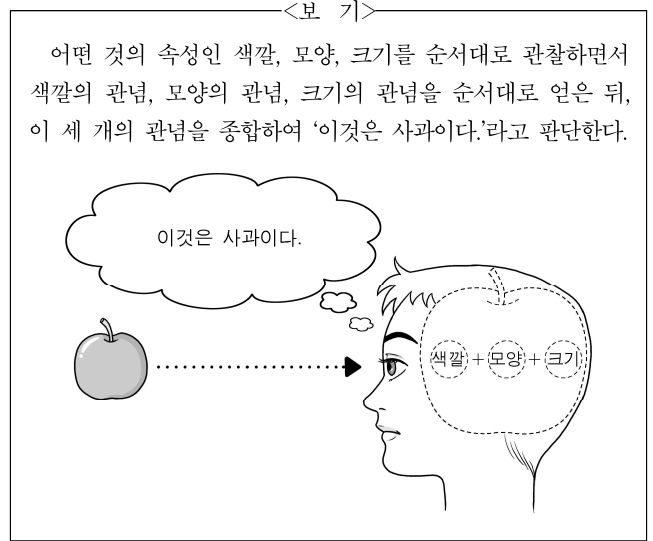 <보 기>
어떤 것의 속성인 색깔, 모양, 크기를 순서대로 관찰하면서
색깔의 관념, 모양의 관념, 크기의 관념을 순서대로 얻은 뒤,
이 세 개의 관념을 종합하여 ‘이것은 사과이다.’라고 판단한다.
이것은 사과이다.
색깔+모양+크기